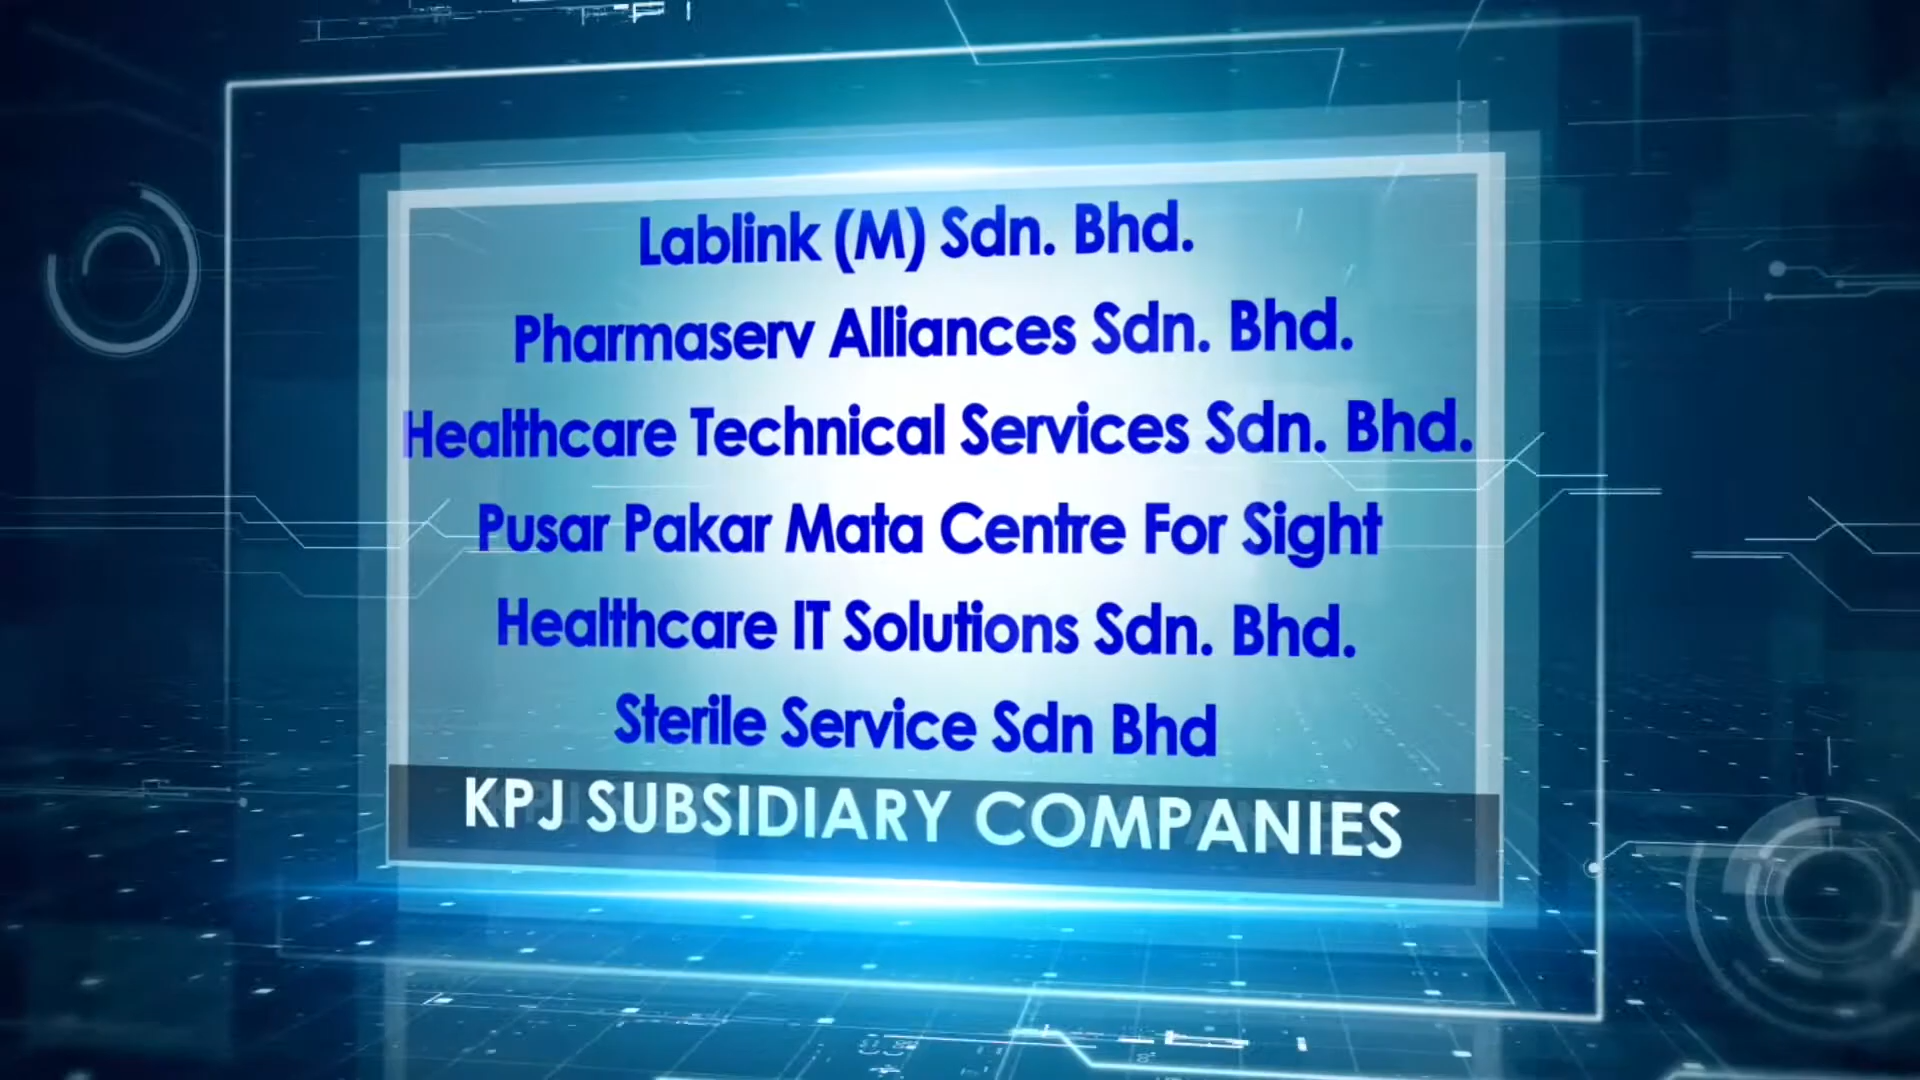 Lablink (M) Sdn. Bhd.
Pharmaserv Alliances Sdn. Bhd.
Healthcare Technical Services Sdn. Bhd.
Pusar Pakar Mata Centre For Sight
Healthcare IT Solutions Sdn. Bhd.
Sterile Service Sdn Bhd
KPJ SUBSIDIARY COMPANIES